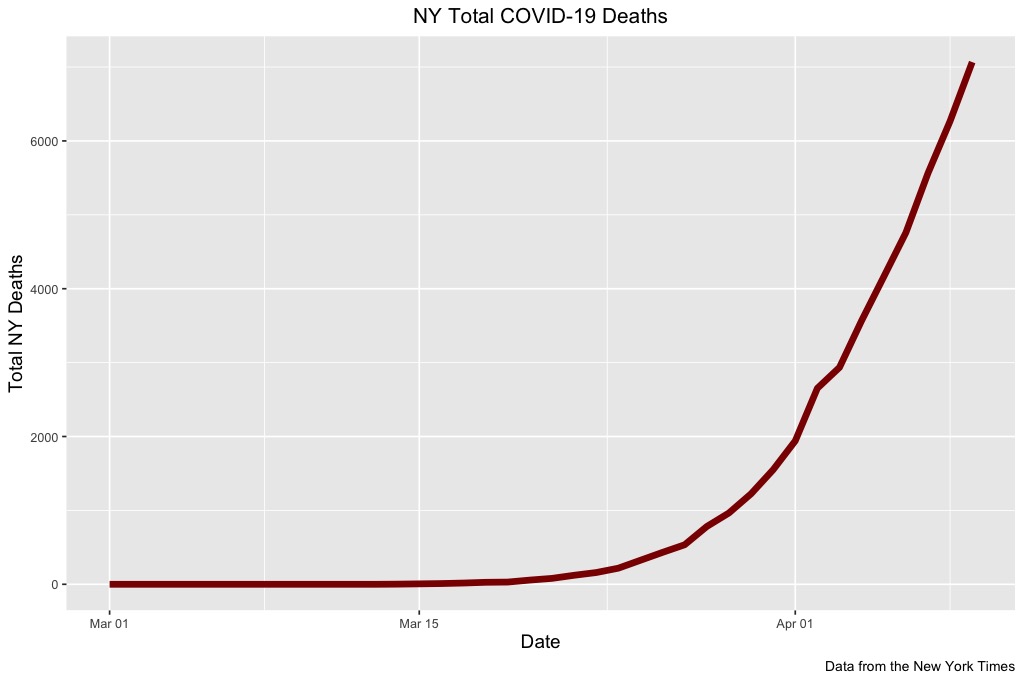 NY Total COVID-19 Deaths
Total NY Deaths
6000
4000
2000
0
Mar 01
Mar 15
Apr 01
Date
Data from the New York Times